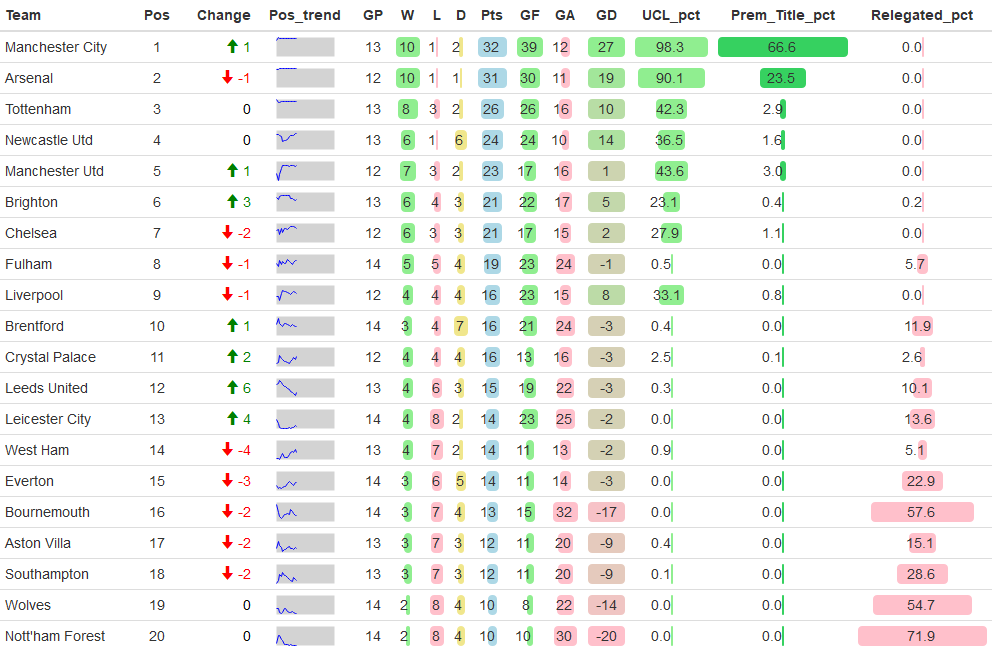 Team Pos Change Pos_trend GP W L D Pts GF GA GD UCL_pct Prem_Title_pct Relegated_pct
Manchester City 1 1 13 10 1 2 32 39 12 27 98.3 66.6 0.0
Arsenal 2 -1 12 10 1 1 31 30 11 19 90.1 23.5 0.0
Tottenham 3 0 13 8 3 2 26 26 16 10 42.3 2.9 0.0
Newcastle Utd 4 0 13 6 1 6 24 24 10 14 36.5 1.6 0.0
Manchester Utd 5 1 12 7 3 2 23 17 16 1 43.6 3.0 0.0
Brighton 6 3 13 6 4 3 21 22 17 5 23.1 0.4 0.2
Chelsea 7 -2 12 6 3 3 21 17 15 2 27.9 1.1 0.0
Fulham 8 -1 14 5 5 4 19 23 24 -1 0.5 0.0 5.7
Liverpool 9 -1 12 4 4 4 16 23 15 8 33.1 0.8 0.0
Brentford 10 1 14 3 4 7 16 21 24 -3 0.4 0.0 11.9
Crystal Palace 11 2 12 4 4 4 16 13 16 -3 2.5 0.1 2.6
Leeds United 12 6 13 4 6 3 15 19 22 -3 0.3 0.0 10.1
Leicester City 13 4 14 4 8 2 14 23 25 -2 0.0 0.0 13.6
West Ham 14 -4 13 4 7 2 14 11 13 -2 0.9 0.0 5.1
Everton 15 -3 14 3 6 5 14 11 14 -3 0.0 0.0 22.9
Bournemouth 16 -2 14 3 7 4 13 15 32 -17 0.0 0.0 57.6
Aston Villa 17 -2 13 3 7 3 12 11 20 -9 0.4 0.0 15.1
Southampton 18 -2 13 3 7 3 12 11 20 -9 0.1 0.0 28.6
Wolves 19 0 14 2 8 4 10 8 22 -14 0.0 0.0 54.7
Nott'ham Forest 20 0 14 2 8 4 10 10 30 -20 0.0 0.0 71.9